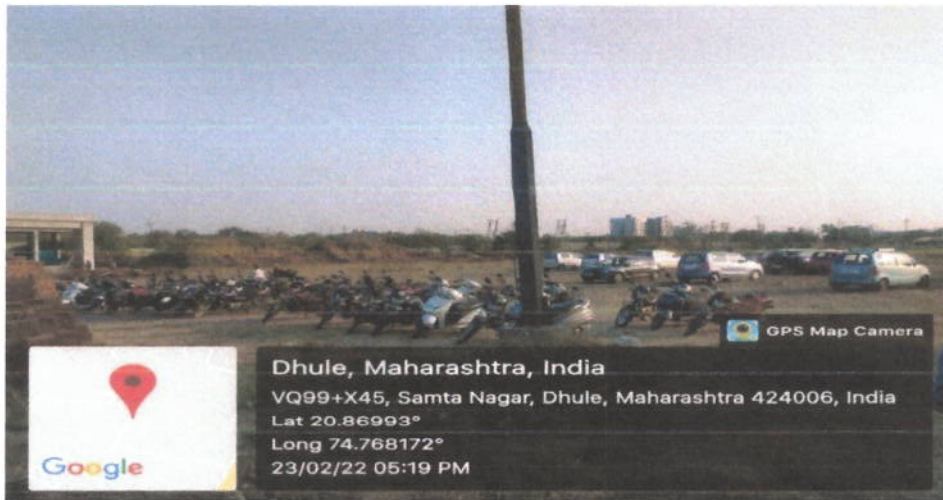 GPS Map Camera
Dhule, Maharashtra, India
VQ99+X45, Samta Nagar, Dhule, Maharashtra 424006, India
Lat 20.86993°
Long 74.768172°
23/02/22 05:19 PM
Google